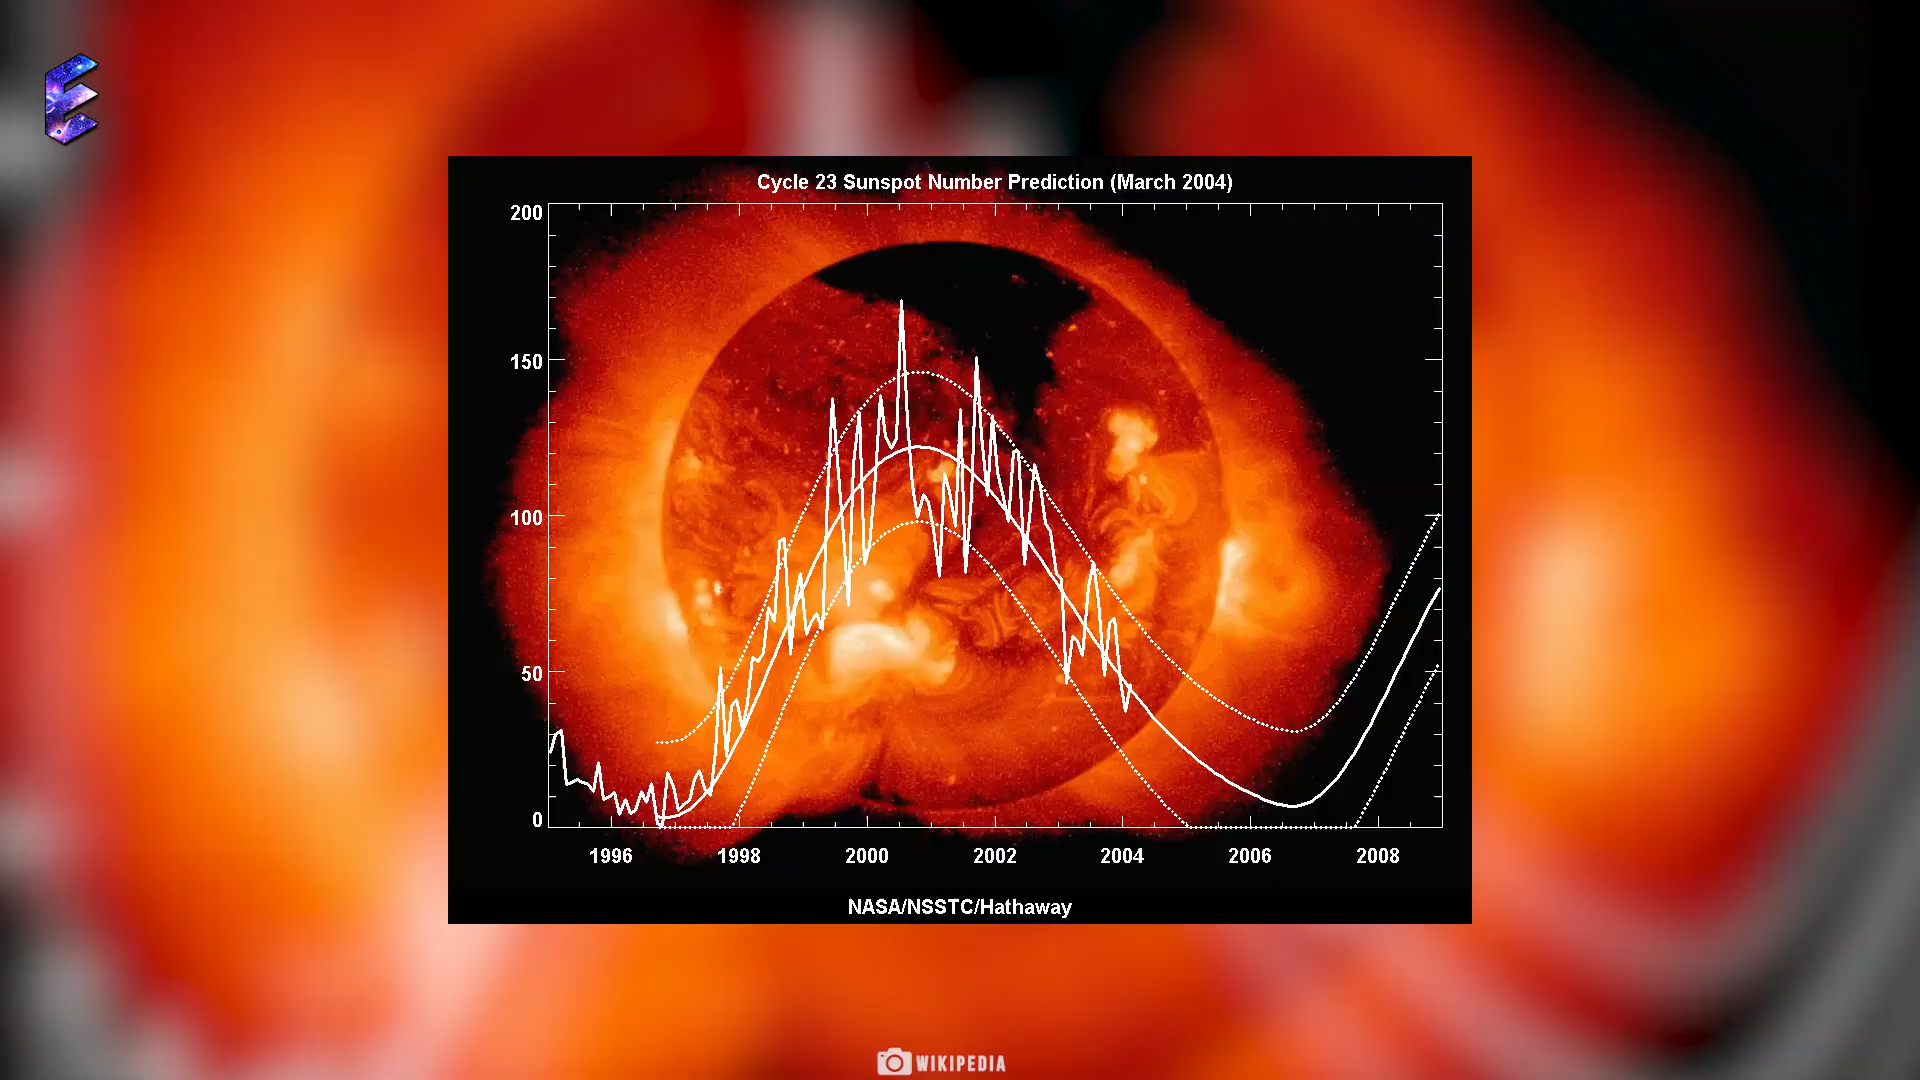 E
Cycle 23 Sunspot Number Prediction (March 2004)
200
150
100
50
0
1996 1998 2000 2002 2004 2006 2008
NASA/NSSTC/Hathaway
WIKIPEDIA